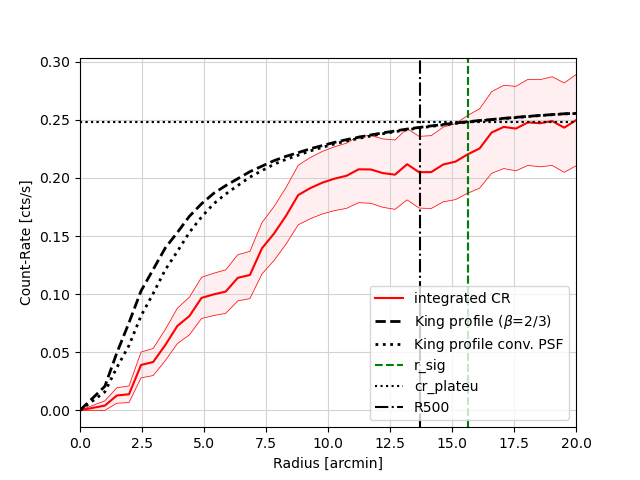 0.30
0.25
0.20
0.15
0.10
0.05
0.00
Count-Rate [cts/s]
integrated CR
King profile (β=2/3)
King profile conv. PSF
r_sig
cr_plateu
R500
0.0 2.5 5.0 7.5 10.0 12.5 15.0 17.5 20.0
Radius [arcmin]